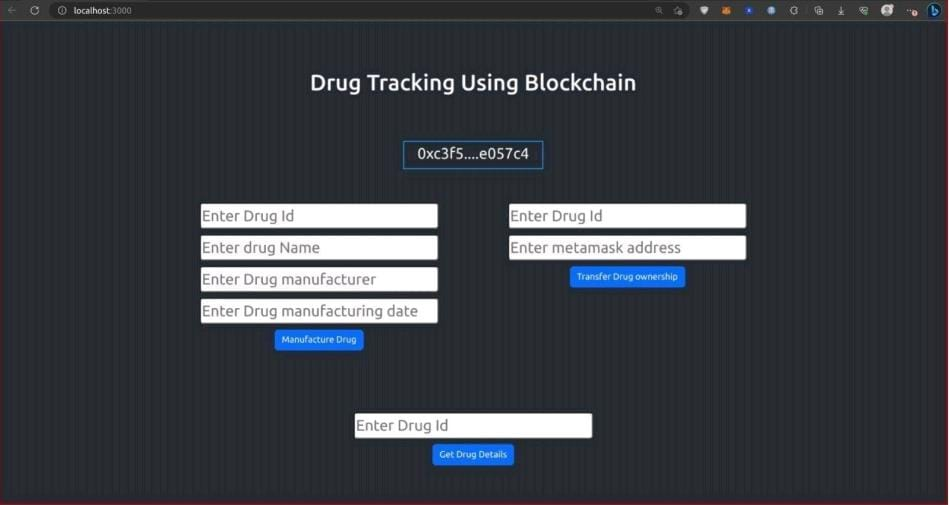 localhost:3000
Drug Tracking Using Blockchain
0xc3f5....e057c4
Enter Drug Id
Enter drug Name
Enter Drug manufacturer
Enter Drug manufacturing date
Manufacture Drug
Enter Drug Id
Enter metamask address
Transfer Drug ownership
Enter Drug Id
Get Drug Details